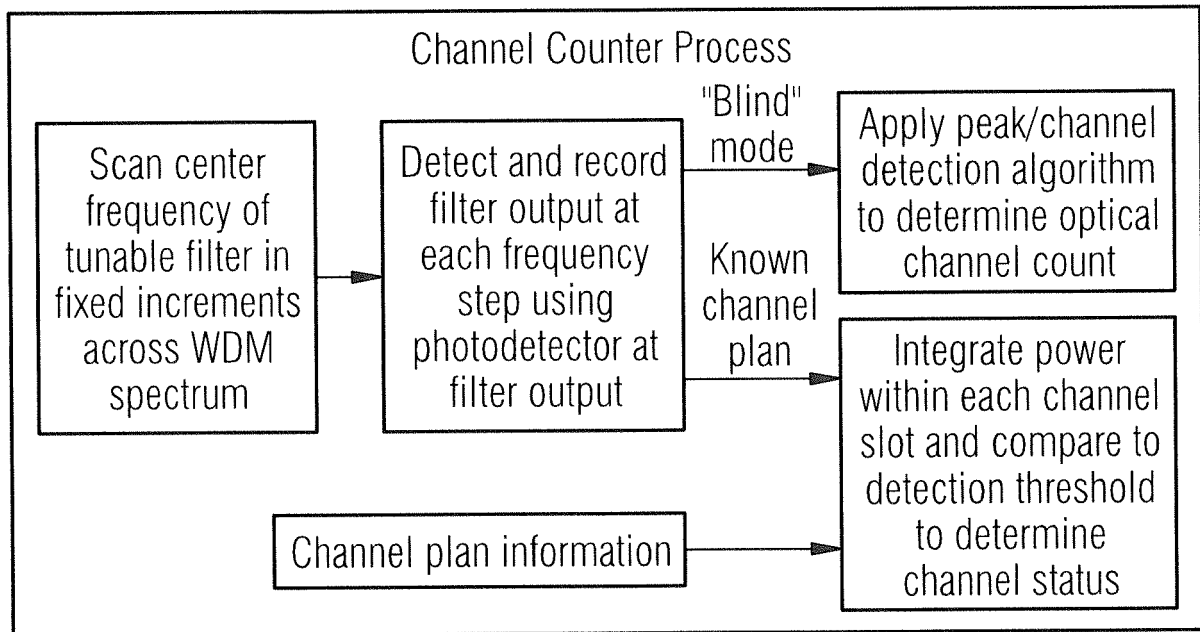 Channel Counter Process
Scan center
frequency of
tunable filter in
fixed increments
across WDM
spectrum
Detect and record
filter output at
each frequency
step using
photodetector at
filter output
"Blind"
mode
Known
channel
plan
Apply peak/channel
detection algorithm
to determine optical
channel count
Integrate power
within each channel
slot and compare to
detection threshold
to determine
channel status
Channel plan information